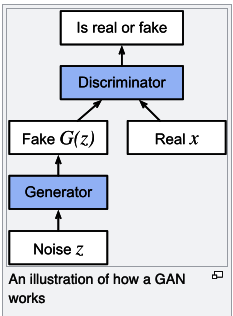 Is real or fake
Discriminator
Fake G(z)
Real x
Generator
Noise z
An illustration of how a GAN
works